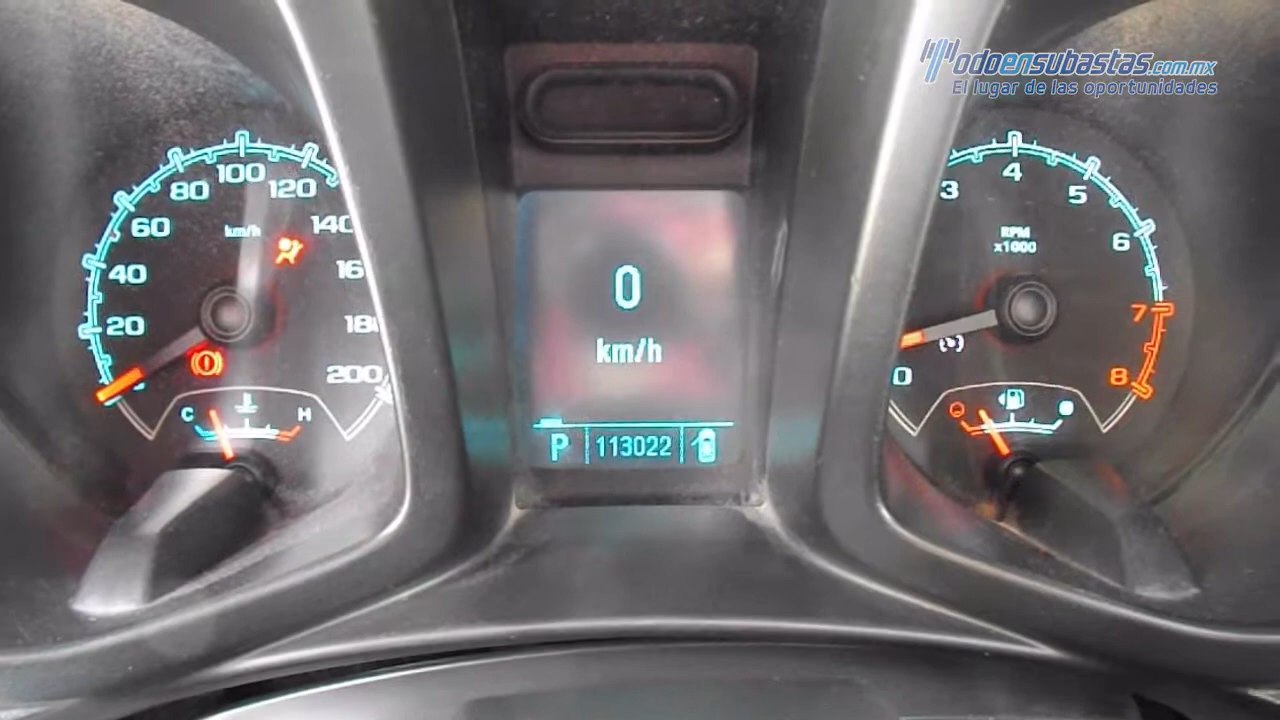 Todoensubastas.com.mx
El lugar de las oportunidades
20
40
60
80
100
120
140
16
18
200
km/h
C
H
0
km/h
P 113022
0
3
4
5
6
7
8
RPM
x1000